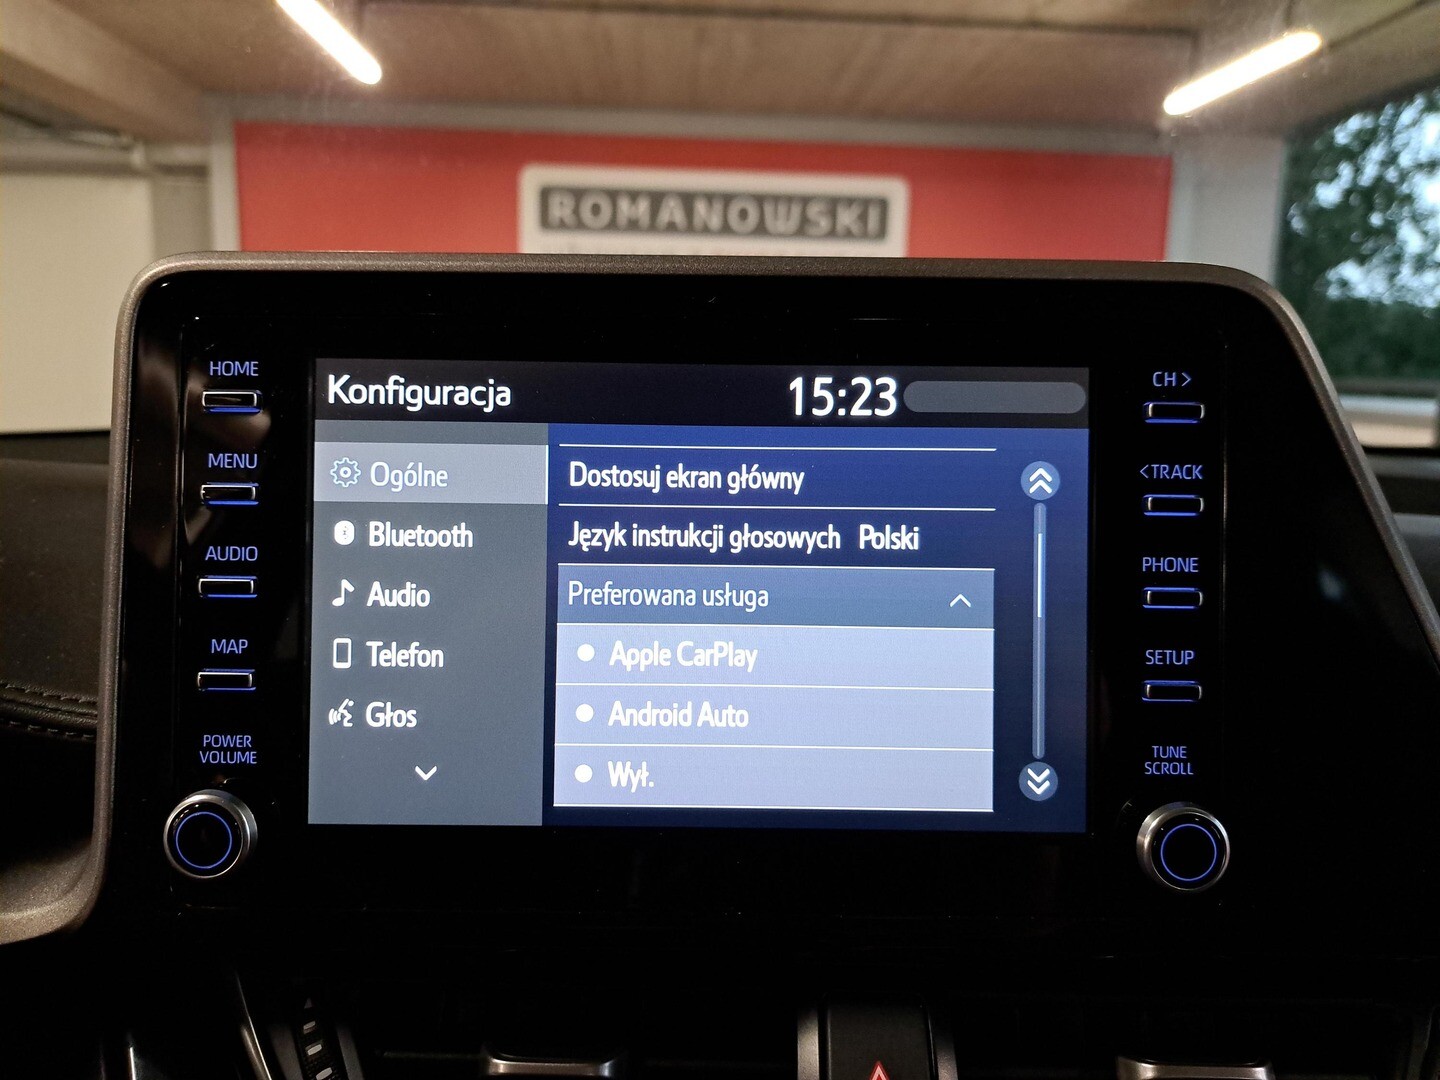 ROMANOWSKI
HOME
MENU
AUDIO
MAP
POWER
VOLUME
Konfiguracja
15:23
Ogólne
Bluetooth
Audio
Telefon
Głos
Dostosuj ekran główny
Język instrukcji głosowych Polski
Preferowana usługa
Apple CarPlay
Android Auto
Wył.
CH >
<TRACK
PHONE
SETUP
TUNE
SCROLL